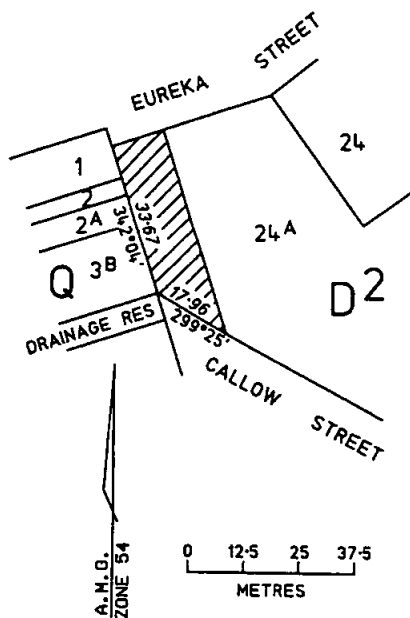 EUREKA STREET
1
2
2A
3B
Q
33·67
342°04'
24
24A
D2
17·96
299°25'
DRAINAGE RES
CALLOW STREET
A.M.G.
ZONE 54
0 12·5 25 37·5
METRES